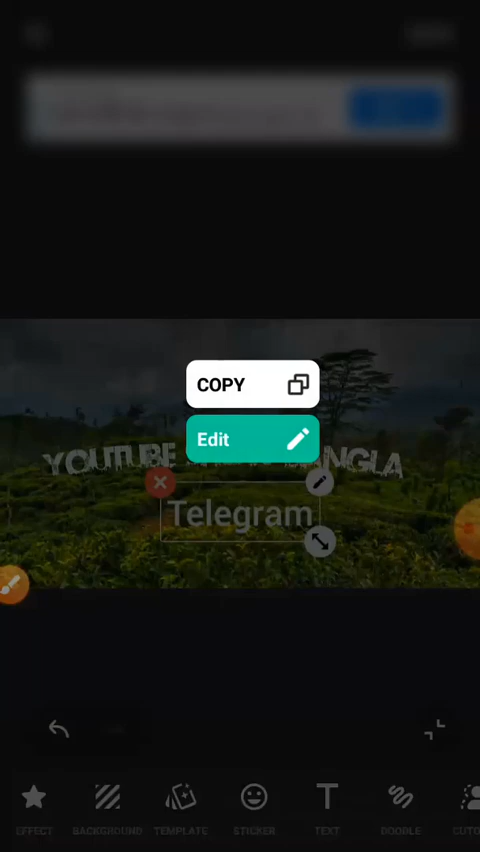 COPY
Edit
YOUTUBE
NGLA
Telegram
EFFECT
BACKGROUND
TEMPLATE
STICKER
TEXT
DOODLE